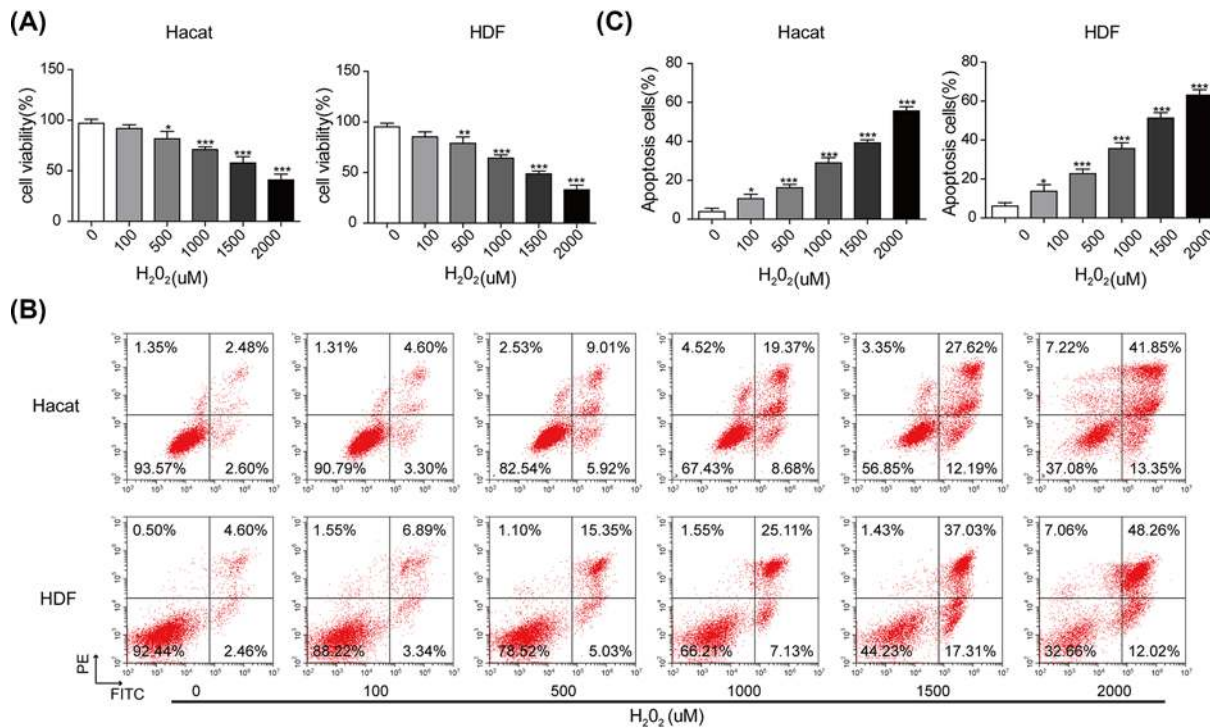 (A)
Hacat
cell viability(%)
150
100
50
0
0 100 500 1000 1500 2000
H₂0₂(uM)
* *** *** ***
HDF
cell viability(%)
150
100
50
0
0 100 500 1000 1500 2000
H₂0₂(uM)
** *** *** ***
(C)
Hacat
Apoptosis cells(%)
80
60
40
20
0
0 100 500 1000 1500 2000
H₂0₂(uM)
* *** *** *** ***
HDF
Apoptosis cells(%)
80
60
40
20
0
0 100 500 1000 1500 2000
H₂0₂(uM)
* *** *** *** ***
(B)
Hacat
1.35% 2.48% 1.31% 4.60% 2.53% 9.01% 4.52% 19.37% 3.35% 27.62% 7.22% 41.85%
93.57% 2.60% 90.79% 3.30% 82.54% 5.92% 67.43% 8.68% 56.85% 12.19% 37.08% 13.35%
HDF
0.50% 4.60% 1.55% 6.89% 1.10% 15.35% 1.55% 25.11% 1.43% 37.03% 7.06% 48.26%
92.44% 2.46% 88.22% 3.34% 78.52% 5.03% 66.21% 7.13% 44.23% 17.31% 32.66% 12.02%
PE
FITC
0 100 500 1000 1500 2000
H₂0₂(uM)